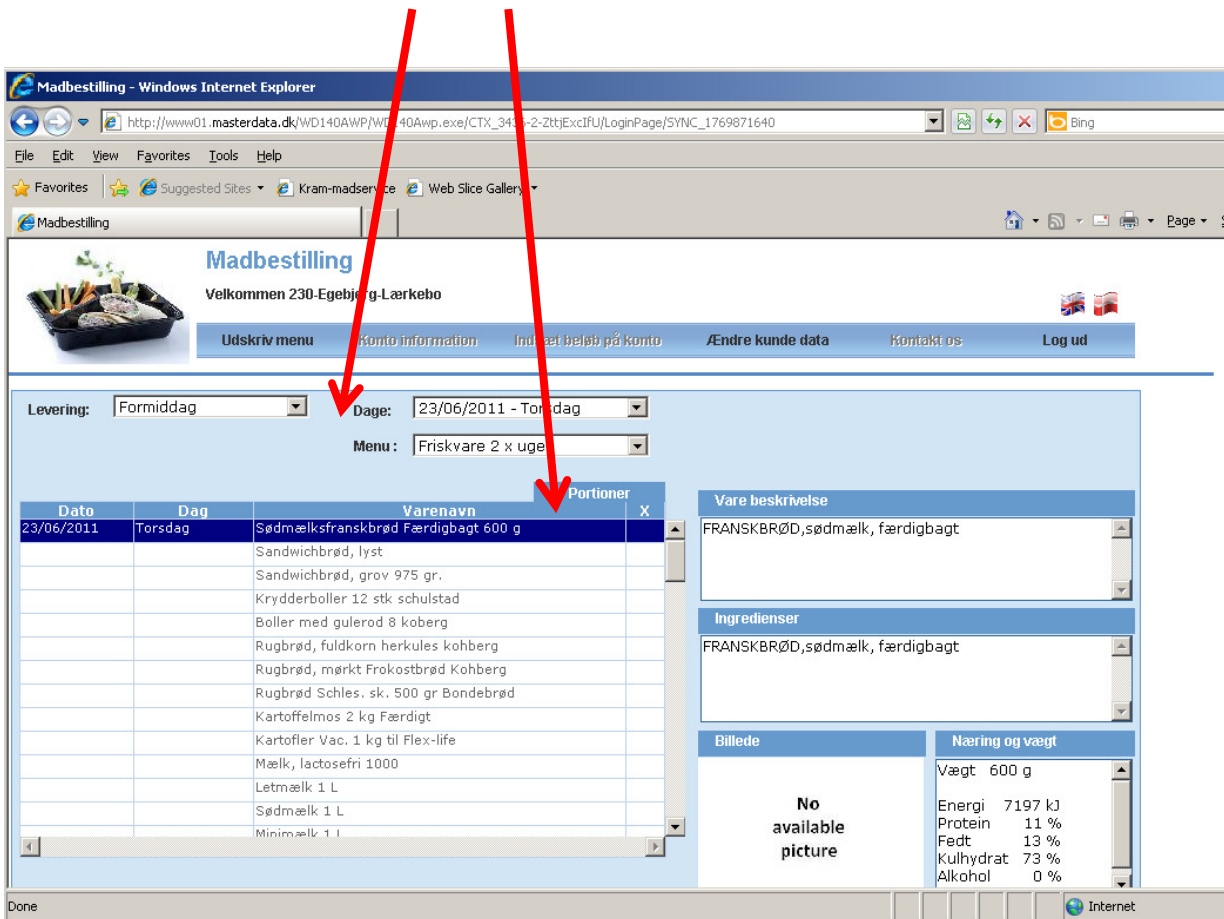 Madbestilling - Windows Internet Explorer
http://www01.masterdata.dk/WD140AWP/WD140Awp.exe/CTX_3436-2-ZttjExcIfU/LoginPage/SYNC_1769871640
Bing
File Edit View Favorites Tools Help
Favorites Suggested Sites Kram-madservice Web Slice Gallery
Madbestilling
Page
Madbestilling
Velkommen 230-Egebjerg-Lærkebo
Udskriv menu Konto information Indsæt beløb på konto Ændre kunde data Kontakt os Log ud
Levering: Formiddag Dage: 23/06/2011 - Torsdag
Menu : Friskvare 2 x uge
Portioner
Dato Dag Varenavn X
23/06/2011 Torsdag Sødmælksfranskbrød Færdigbagt 600 g
Sandwichbrød, lyst
Sandwichbrød, grov 975 gr.
Krydderboller 12 stk schulstad
Boller med gulerod 8 koberg
Rugbrød, fuldkorn herkules kohberg
Rugbrød, mørkt Frokostbrød Kohberg
Rugbrød Schles. sk. 500 gr Bondebrød
Kartoffelmos 2 kg Færdigt
Kartofler Vac. 1 kg til Flex-life
Mælk, lactosefri 1000
Letmælk 1 L
Sødmælk 1 L
Minimælk 1 L
Vare beskrivelse
FRANSKBRØD,sødmælk, færdigbagt
Ingredienser
FRANSKBRØD,sødmælk, færdigbagt
Billede
No
available
picture
Næring og vægt
Vægt 600 g
Energi 7197 kJ
Protein 11 %
Fedt 13 %
Kulhydrat 73 %
Alkohol 0 %
Done Internet